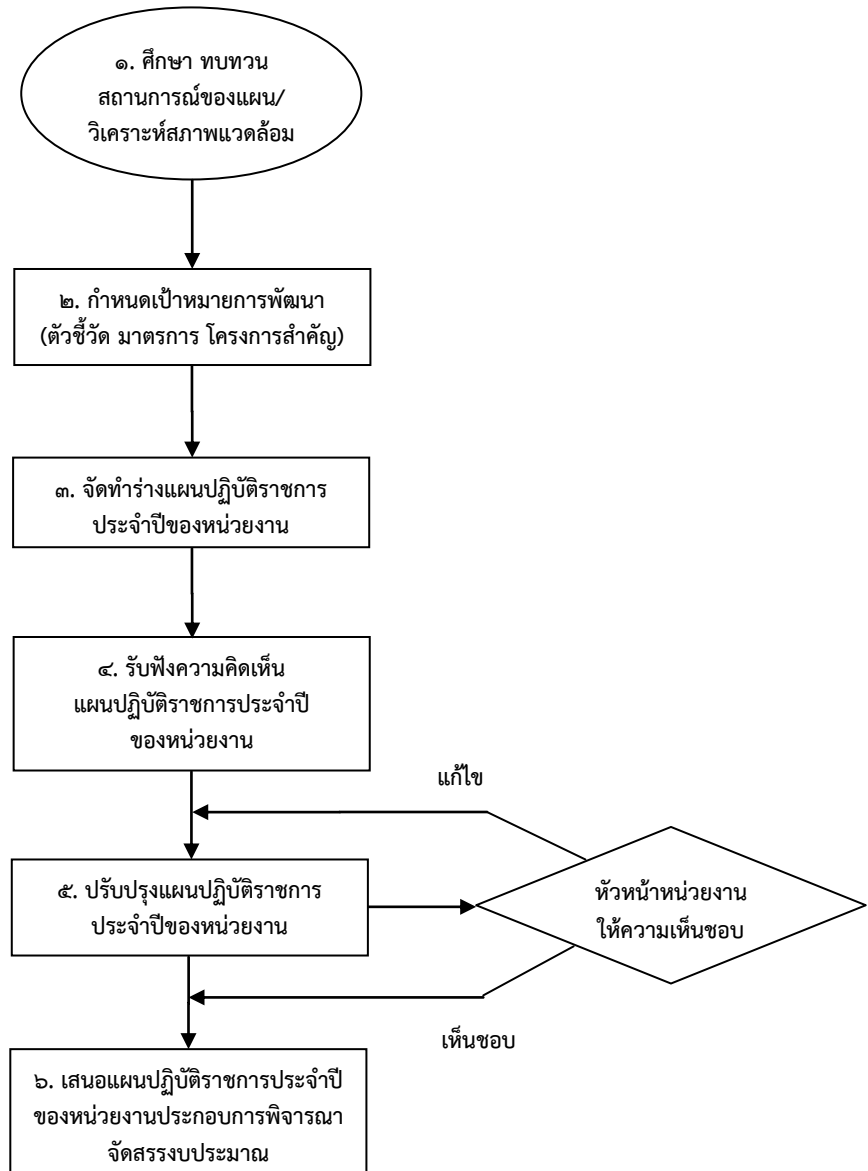 ๑. ศึกษา ทบทวน
สถานการณ์ของแผน/
วิเคราะห์สภาพแวดล้อม
๒. กำหนดเป้าหมายการพัฒนา
(ตัวชี้วัด มาตรการ โครงการสำคัญ)
๓. จัดทำร่างแผนปฏิบัติราชการ
ประจำปีของหน่วยงาน
๔. รับฟังความคิดเห็น
แผนปฏิบัติราชการประจำปี
ของหน่วยงาน
แก้ไข
๕. ปรับปรุงแผนปฏิบัติราชการ
ประจำปีของหน่วยงาน
หัวหน้าหน่วยงาน
ให้ความเห็นชอบ
เห็นชอบ
๖. เสนอแผนปฏิบัติราชการประจำปี
ของหน่วยงานประกอบการพิจารณา
จัดสรรงบประมาณ